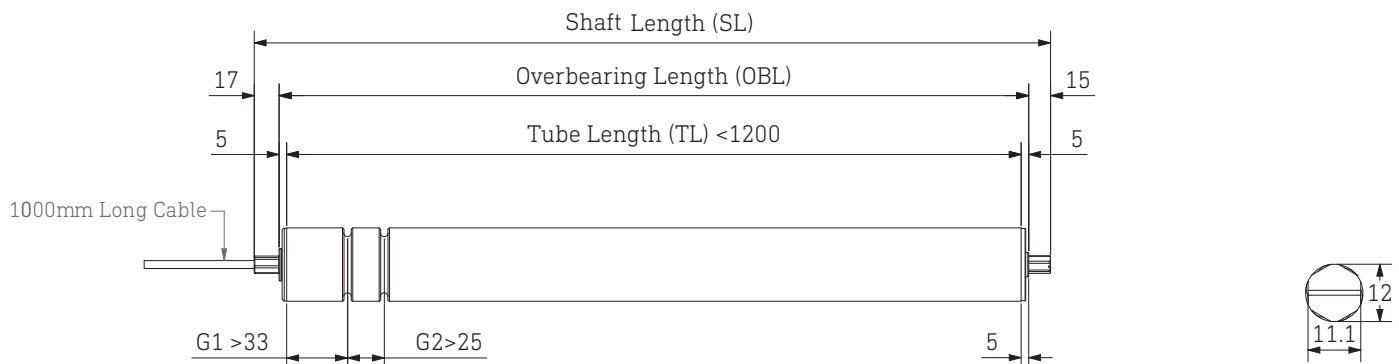 Shaft Length (SL)
17
Overbearing Length (OBL)
15
5
Tube Length (TL) <1200
5
1000mm Long Cable
G1 >33
G2>25
5
12
11.1